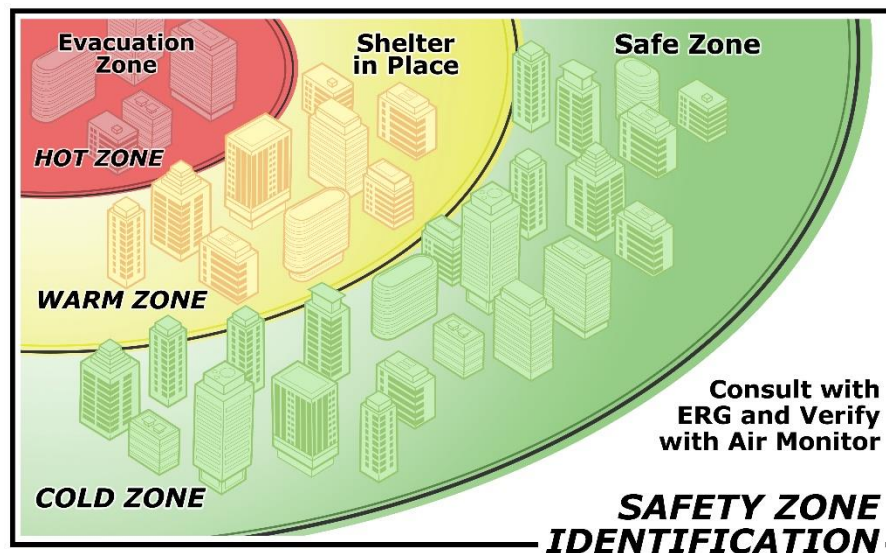 Evacuation
Zone
Shelter
in Place
Safe Zone
HOT ZONE
WARM ZONE
COLD ZONE
Consult with
ERG and Verify
with Air Monitor
SAFETY ZONE
IDENTIFICATION